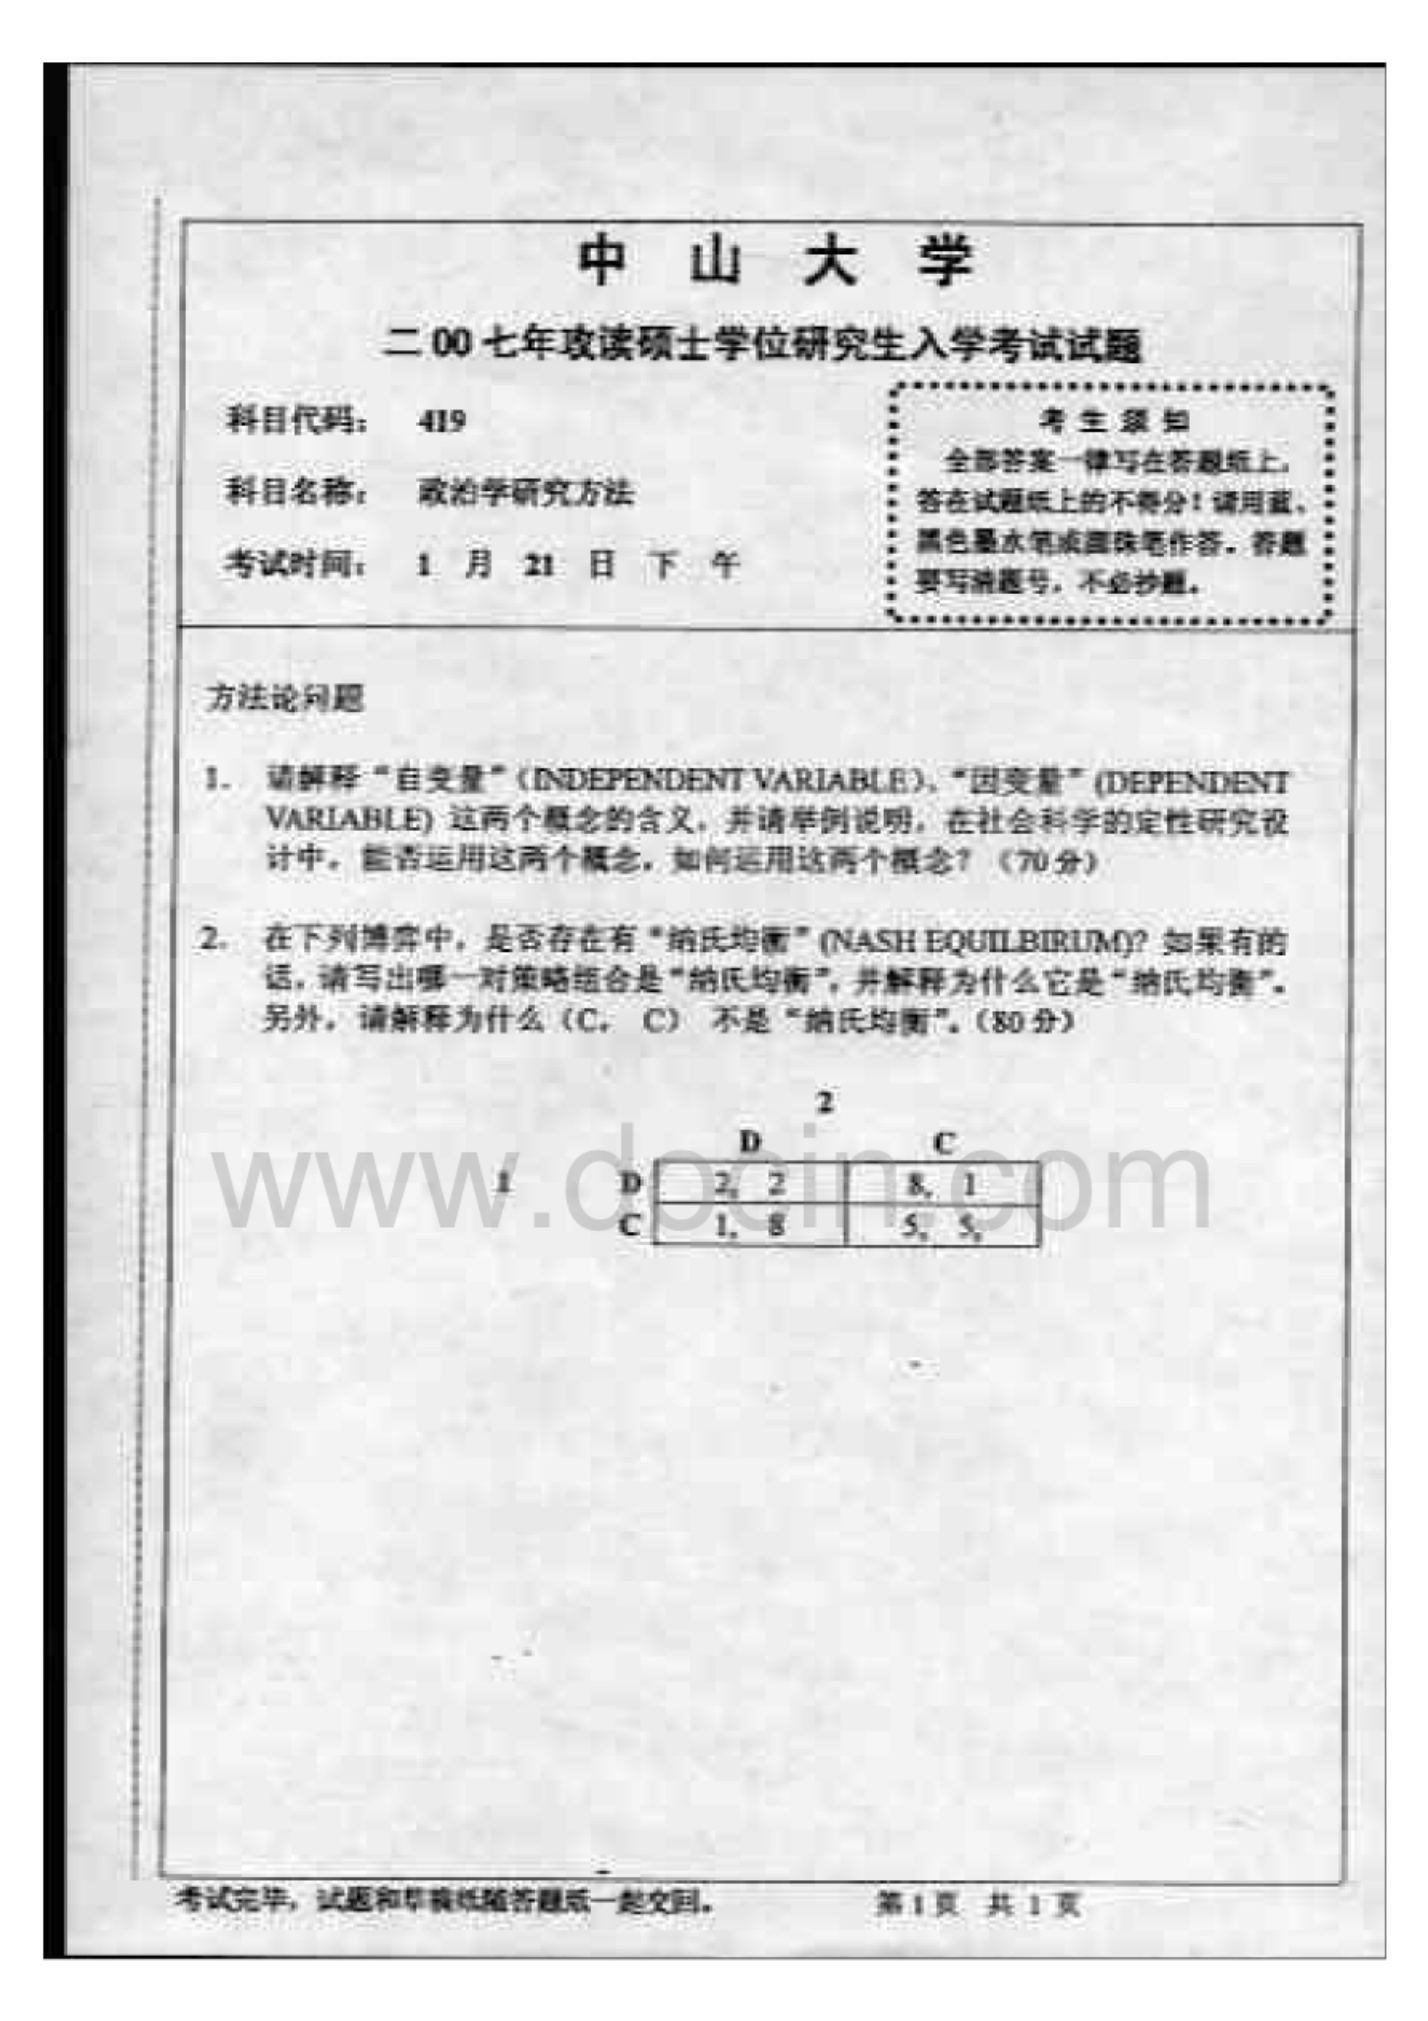 中 山 大 学
二00七年攻读硕士学位研究生入学考试试题
科目代码： 419
科目名称： 政治学研究方法
考试时间： 1 月 21 日 下 午
考 生 须 知
全部答案一律写在答题纸上，
答在试题纸上的不得分！请用蓝、
黑色墨水笔或圆珠笔作答。答题
要写清题号，不必抄题。
方法论问题
1. 请解释“自变量”（INDEPENDENT VARIABLE）、“因变量”(DEPENDENT
VARIABLE) 这两个概念的含义，并请举例说明，在社会科学的定性研究设
计中，能否运用这两个概念，如何运用这两个概念？（70分）
2. 在下列博弈中，是否存在有“纳氏均衡”(NASH EQUILBIRUM)？如果有的
话，请写出哪一对策略组合是“纳氏均衡”，并解释为什么它是“纳氏均衡”。
另外，请解释为什么（C， C） 不是“纳氏均衡”。（80分）
2
D C
1 D 2， 2 8， 1
C 1， 8 5， 5，
www.docin.com
考试完毕，试题和草稿纸随答题纸一起交回。 第 1 页 共 1 页